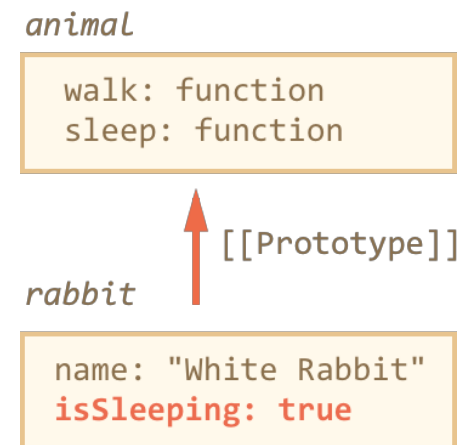 animal
walk: function
sleep: function
[[Prototype]]
rabbit
name: "White Rabbit"
isSleeping: true